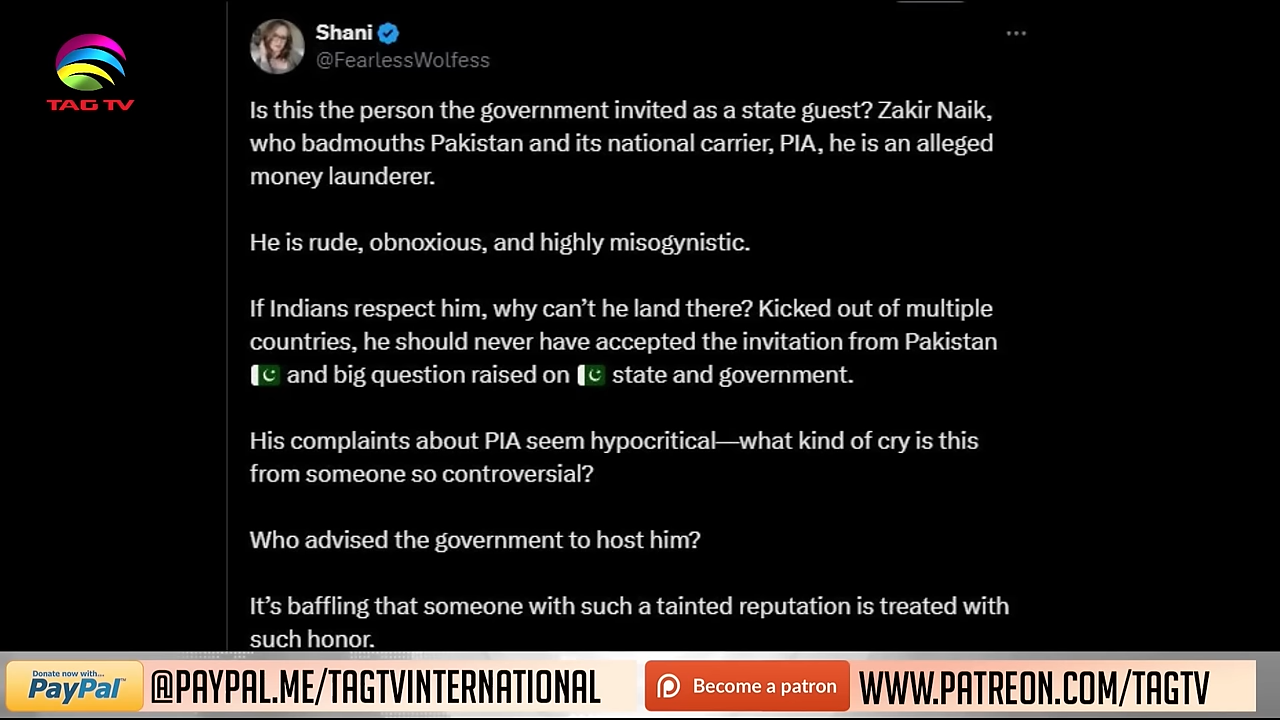 TAG TV
Shani
@FearlessWolfess
Is this the person the government invited as a state guest? Zakir Naik,
who badmouths Pakistan and its national carrier, PIA, he is an alleged
money launderer.
He is rude, obnoxious, and highly misogynistic.
If Indians respect him, why can’t he land there? Kicked out of multiple
countries, he should never have accepted the invitation from Pakistan
🇵🇰 and big question raised on 🇵🇰 state and government.
His complaints about PIA seem hypocritical—what kind of cry is this
from someone so controversial?
Who advised the government to host him?
It’s baffling that someone with such a tainted reputation is treated with
such honor.
Donate now with...
PayPal™
@PAYPAL.ME/TAGTVINTERNATIONAL
Become a patron
WWW.PATREON.COM/TAGTV